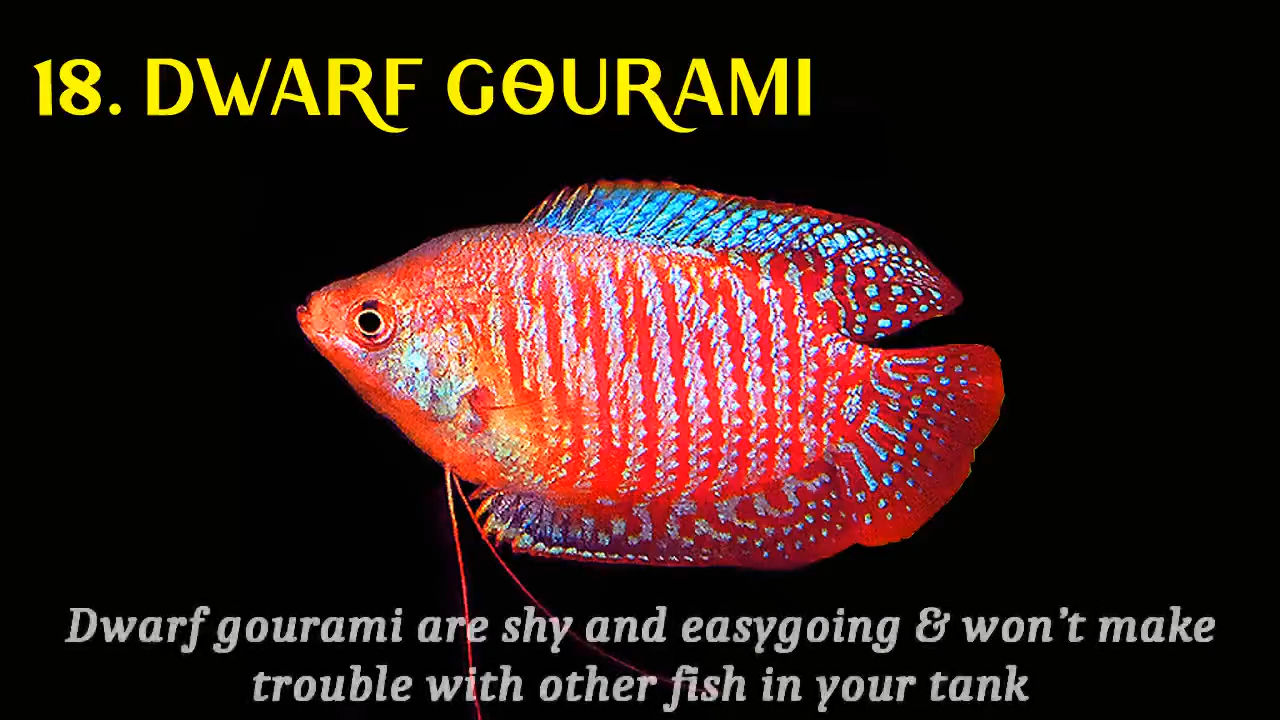 18. DWARF GOURAMI
Dwarf gourami are shy and easygoing & won't make
trouble with other fish in your tank